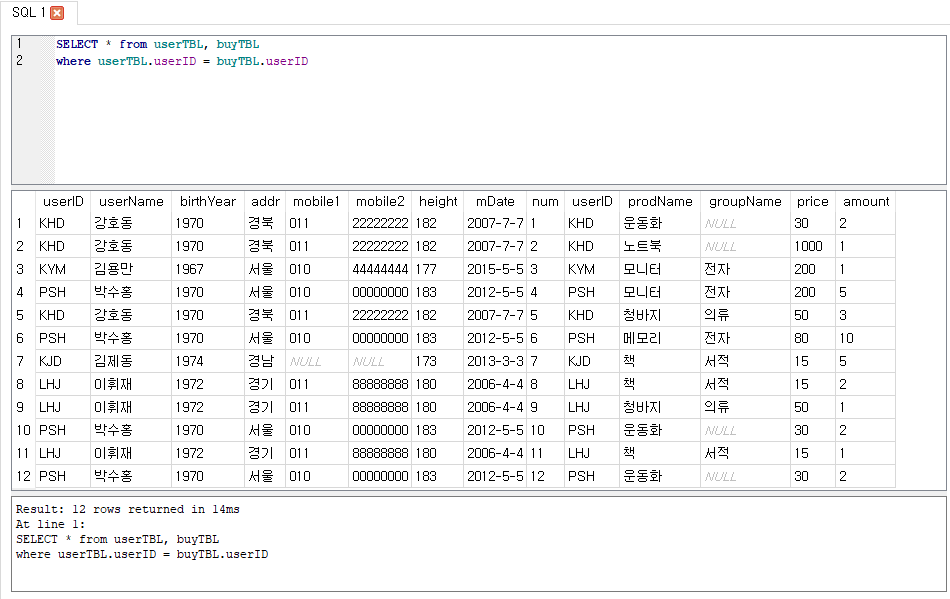 SQL 1
1 SELECT * from userTBL, buyTBL
2 where userTBL.userID = buyTBL.userID
userID userName birthYear addr mobile1 mobile2 height mDate num userID prodName groupName price amount
1 KHD 강호동 1970 경북 011 22222222 182 2007-7-7 1 KHD 운동화 NULL 30 2
2 KHD 강호동 1970 경북 011 22222222 182 2007-7-7 2 KHD 노트북 NULL 1000 1
3 KYM 김용만 1967 서울 010 44444444 177 2015-5-5 3 KYM 모니터 전자 200 1
4 PSH 박수홍 1970 서울 010 00000000 183 2012-5-5 4 PSH 모니터 전자 200 5
5 KHD 강호동 1970 경북 011 22222222 182 2007-7-7 5 KHD 청바지 의류 50 3
6 PSH 박수홍 1970 서울 010 00000000 183 2012-5-5 6 PSH 메모리 전자 80 10
7 KJD 김제동 1974 경남 NULL NULL 173 2013-3-3 7 KJD 책 서적 15 5
8 LHJ 이휘재 1972 경기 011 88888888 180 2006-4-4 8 LHJ 책 서적 15 2
9 LHJ 이휘재 1972 경기 011 88888888 180 2006-4-4 9 LHJ 청바지 의류 50 1
10 PSH 박수홍 1970 서울 010 00000000 183 2012-5-5 10 PSH 운동화 NULL 30 2
11 LHJ 이휘재 1972 경기 011 88888888 180 2006-4-4 11 LHJ 책 서적 15 1
12 PSH 박수홍 1970 서울 010 00000000 183 2012-5-5 12 PSH 운동화 NULL 30 2
Result: 12 rows returned in 14ms
At line 1:
SELECT * from userTBL, buyTBL
where userTBL.userID = buyTBL.userID